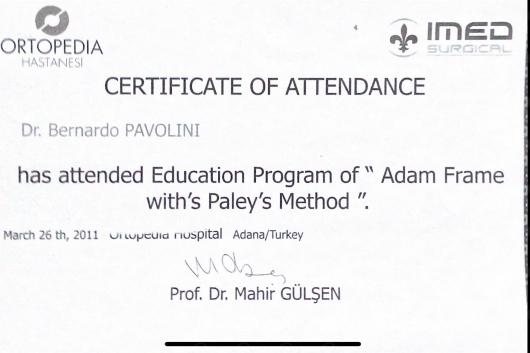 ORTOPEDIA
HASTANESI
IMED
SURGICAL
CERTIFICATE OF ATTENDANCE
Dr. Bernardo PAVOLINI
has attended Education Program of “ Adam Frame
with’s Paley’s Method ”.
March 26 th, 2011 Ortopedia Hospital Adana/Turkey
Prof. Dr. Mahir GÜLŞEN